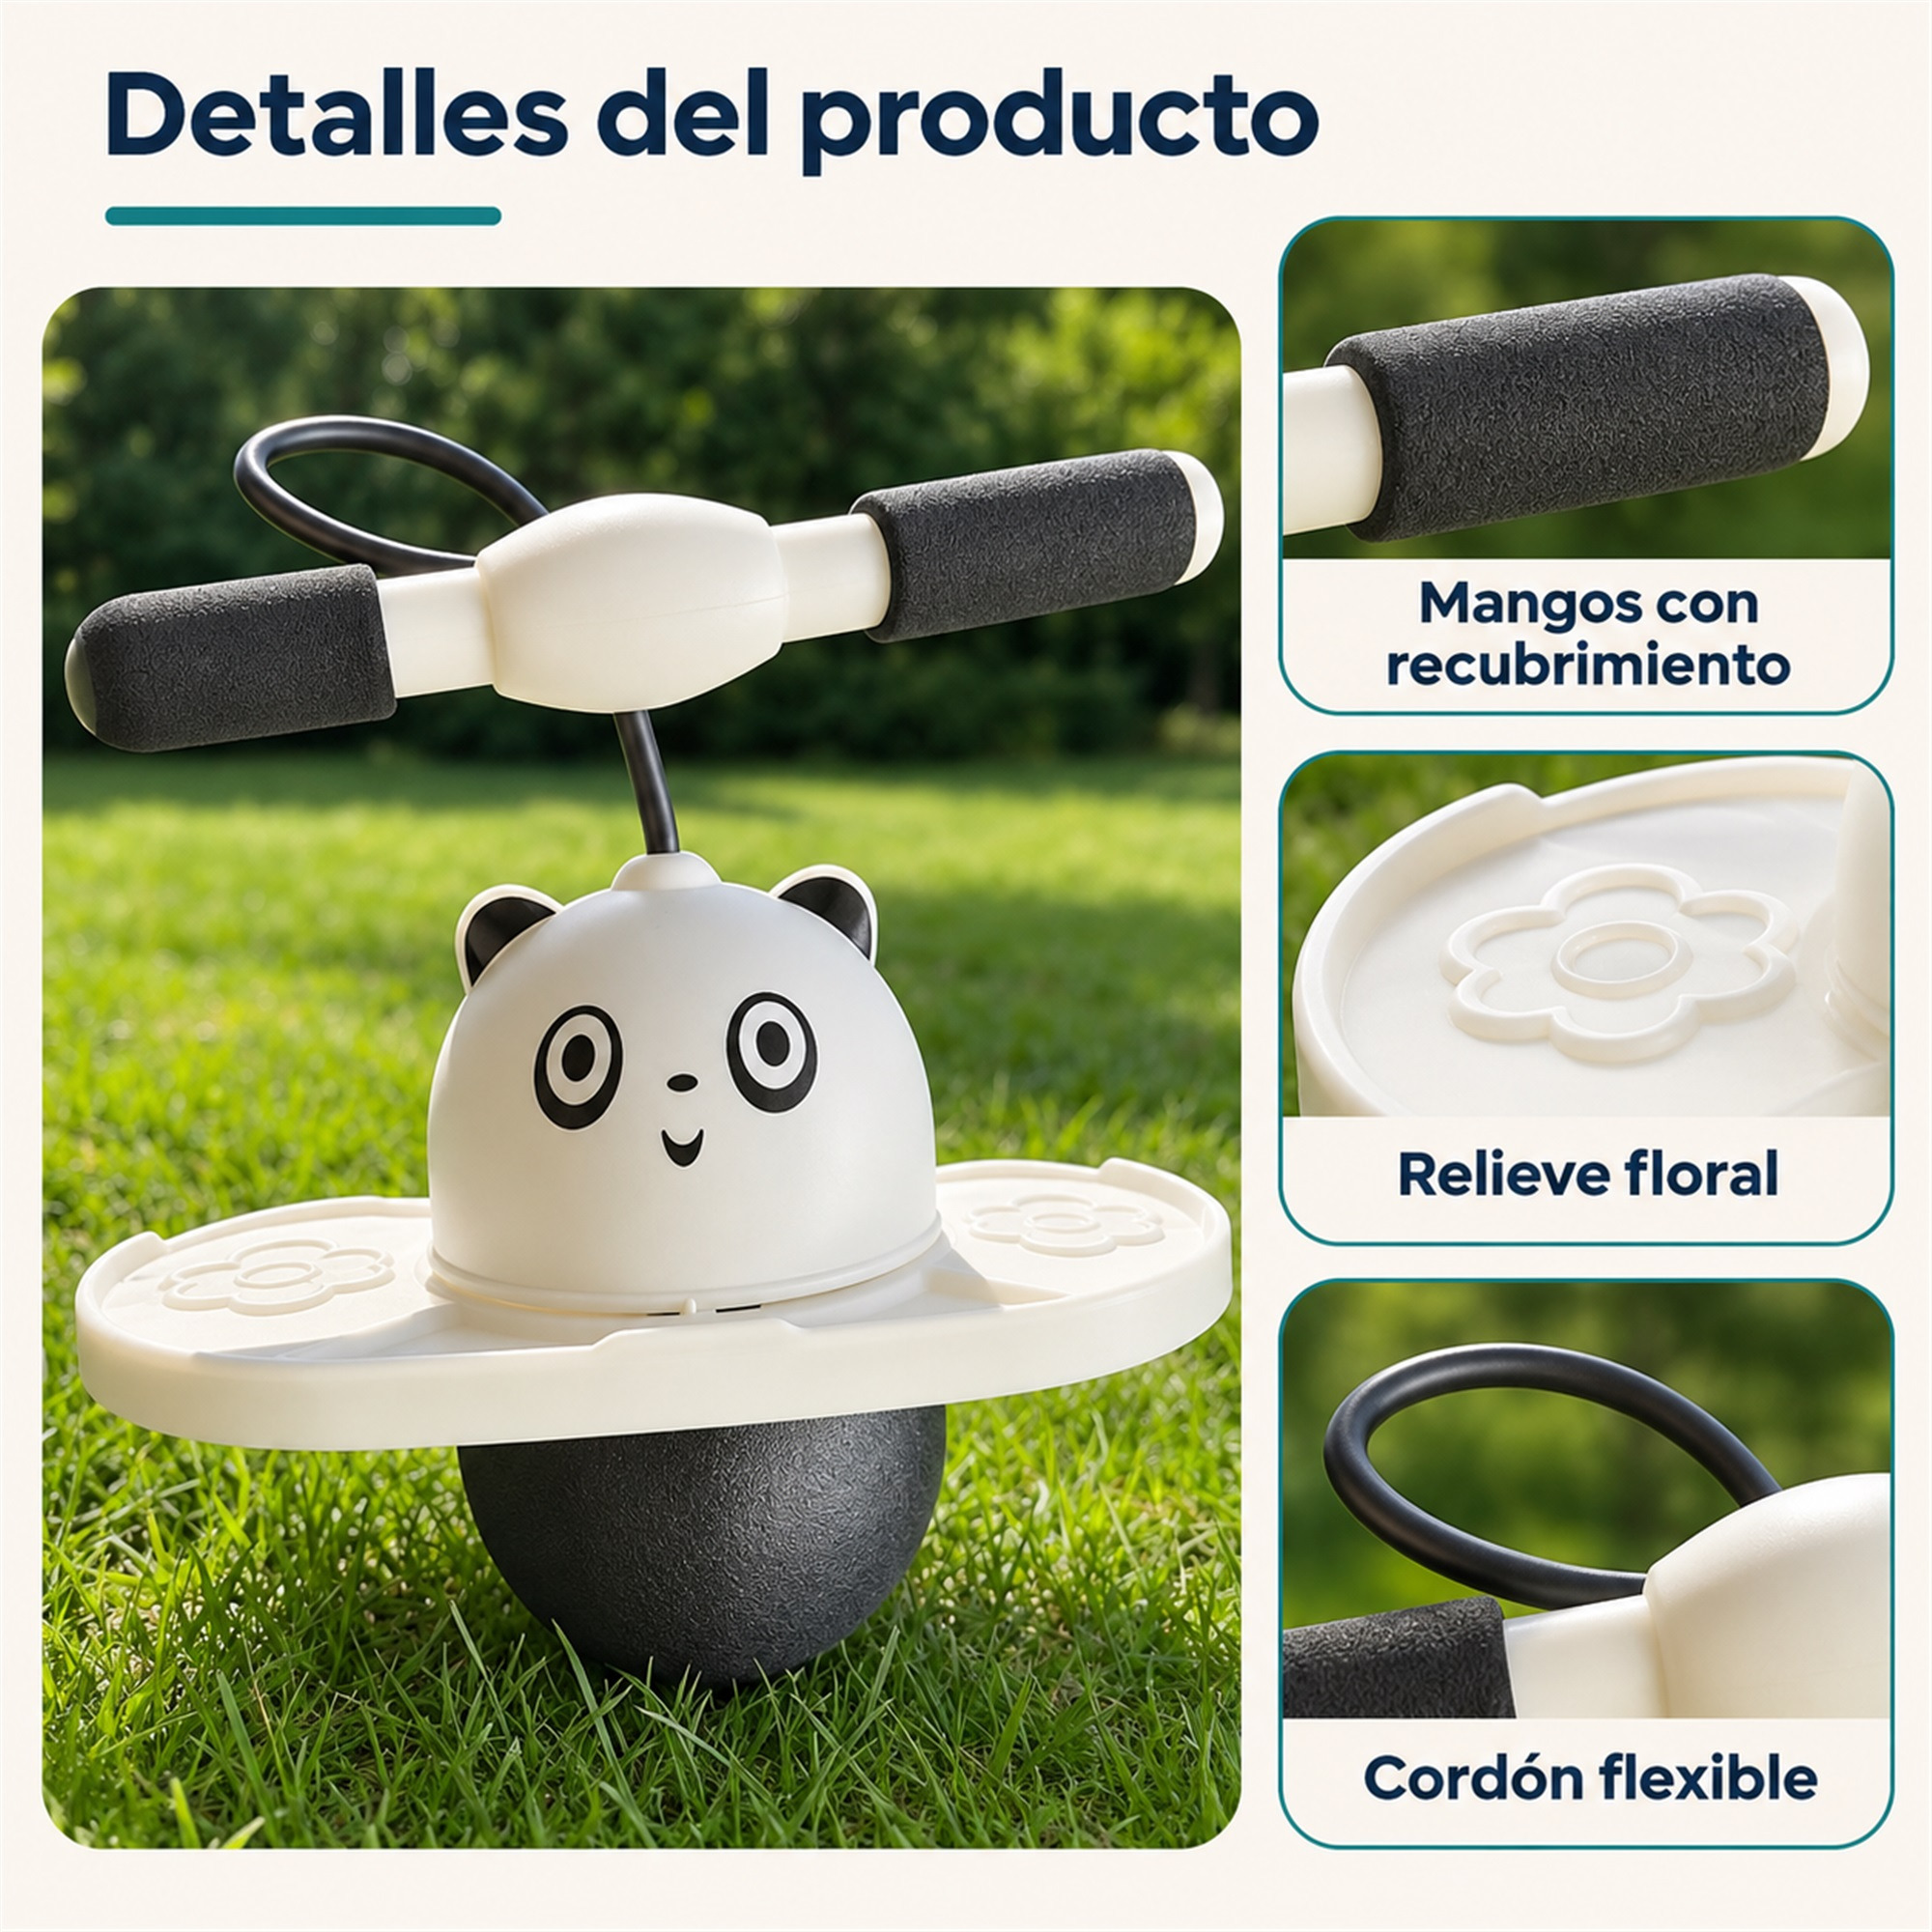 Detalles del producto
Mangos con
recubrimiento
Relieve floral
Cordón flexible